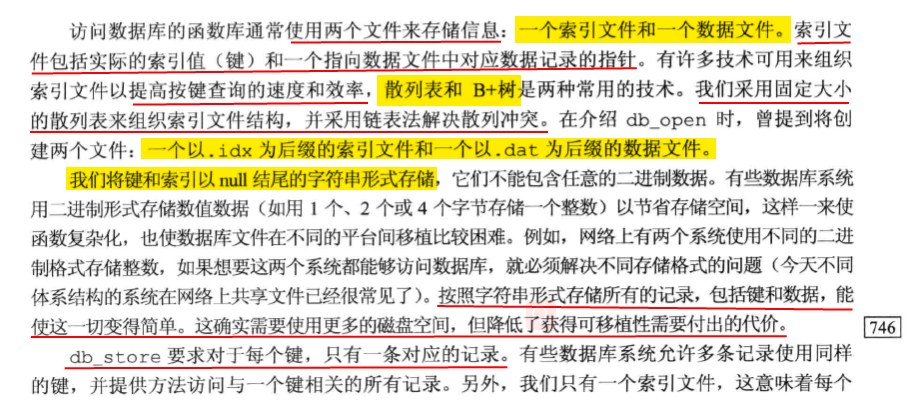 访问数据库的函数库通常使用两个文件来存储信息：一个索引文件和一个数据文件。索引文
件包括实际的索引值（键）和一个指向数据文件中对应数据记录的指针。有许多技术可用来组织
索引文件以提高按键查询的速度和效率，散列表和 B+树是两种常用的技术。我们采用固定大小
的散列表来组织索引文件结构，并采用链表法解决散列冲突。在介绍 db_open 时，曾提到将创
建两个文件：一个以.idx 为后缀的索引文件和一个以.dat 为后缀的数据文件。
我们将键和索引以 null 结尾的字符串形式存储，它们不能包含任意的二进制数据。有些数据库系统
用二进制形式存储数值数据（如用 1 个、2 个或 4 个字节存储一个整数）以节省存储空间，这样一来使
函数复杂化，也使数据库文件在不同的平台间移植比较困难。例如，网络上有两个系统使用不同的二进
制格式存储整数，如果想要这两个系统都能够访问数据库，就必须解决不同存储格式的问题（今天不同
体系结构的系统在网络上共享文件已经很常见了）。按照字符串形式存储所有的记录，包括键和数据，能
使这一切变得简单。这确实需要使用更多的磁盘空间，但降低了获得可移植性需要付出的代价。
746
db_store 要求对于每个键，只有一条对应的记录。有些数据库系统允许多条记录使用同样
的键，并提供方法访问与一个键相关的所有记录。另外，我们只有一个索引文件，这意味着每个